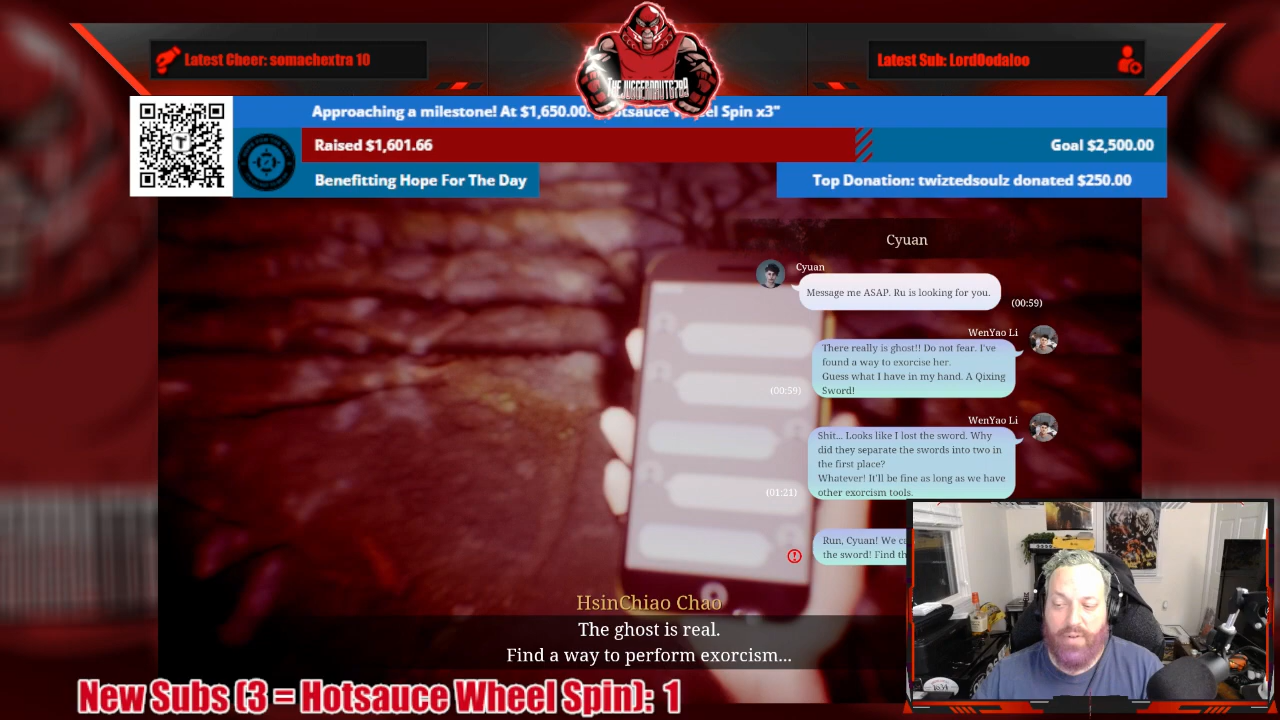 Latest Cheer: somachextra 10
THEJUGGERNAUT6789
Latest Sub: LordOodaloo
Approaching a milestone! At $1,650.00: "Hotsauce Wheel Spin x3"
Raised $1,601.66
Goal $2,500.00
Benefitting Hope For The Day
Top Donation: twiztedsoulz donated $250.00
Cyuan
Cyuan
Message me ASAP. Ru is looking for you.
(00:59)
WenYao Li
There really is ghost!! Do not fear. I've
found a way to exorcise her.
Guess what I have in my hand. A Qixing
Sword!
(00:59)
WenYao Li
Shit... Looks like I lost the sword. Why
did they separate the swords into two in
the first place?
Whatever! It'll be fine as long as we have
other exorcism tools.
(01:21)
Run, Cyuan! We
the sword! Find
HsinChiao Chao
The ghost is real.
Find a way to perform exorcism...
New Subs (3 = Hotsauce Wheel Spin): 1